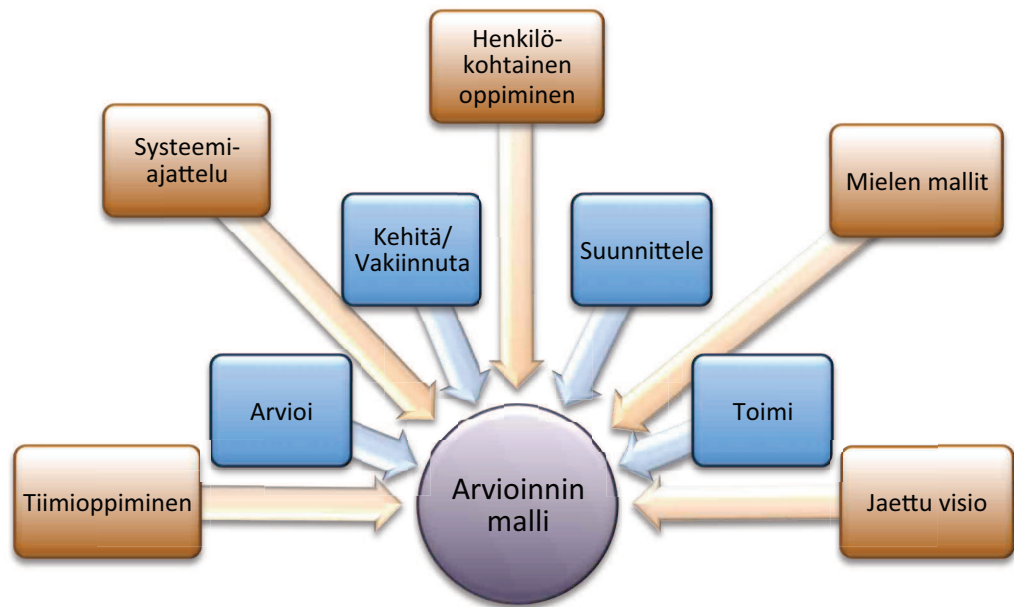 Henkilö-
kohtainen
oppiminen
Systeemi-
ajattelu
Mielen mallit
Kehitä/
Vakiinnuta
Suunnittele
Arvioi
Toimi
Tiimioppiminen
Arvioinnin
malli
Jaettu visio